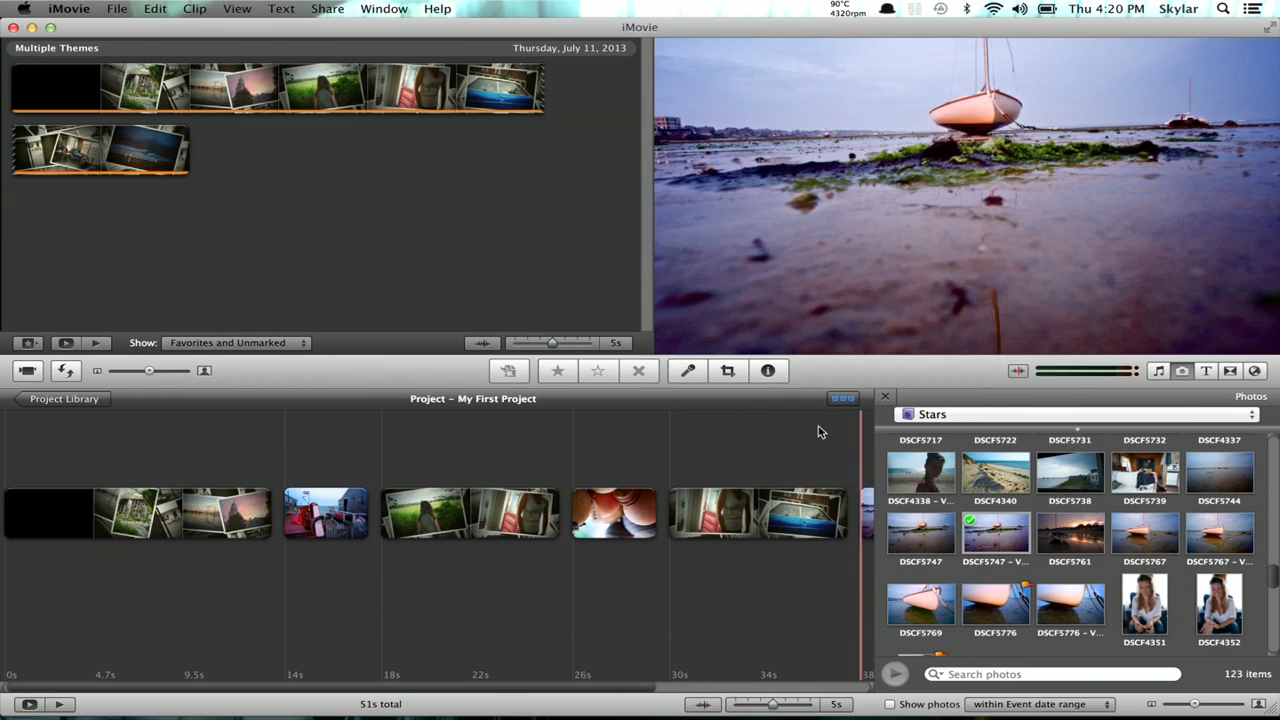 iMovie File Edit Clip View Text Share Window Help 90°C 4320rpm Thu 4:20 PM Skylar
iMovie
Multiple Themes Thursday, July 11, 2013
Show: Favorites and Unmarked 5s
Project Library Project – My First Project Photos
Stars
DSCF5717 DSCF5722 DSCF5731 DSCF5732 DSCF4337
DSCF4338 – V... DSCF4340 DSCF5738 DSCF5739 DSCF5744
DSCF5747 DSCF5747 – V... DSCF5761 DSCF5767 DSCF5767 – V...
DSCF5769 DSCF5776 DSCF5776 – V... DSCF4351 DSCF4352
0s 4.7s 9.5s 14s 18s 22s 26s 30s 34s 38
Search photos 123 items
51s total 5s Show photos within Event date range